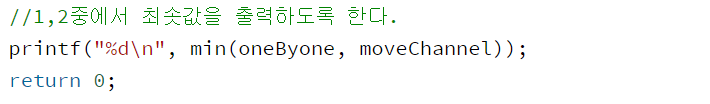 //1,2중에서 최솟값을 출력하도록 한다.
printf("%d\n", min(oneByone, moveChannel));
return 0;